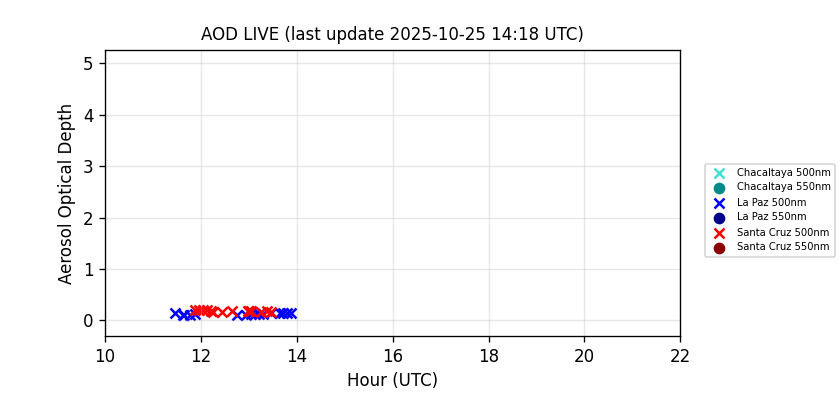 AOD LIVE (last update 2025-10-25 14:18 UTC)
Aerosol Optical Depth
5
4
3
2
1
0
10 12 14 16 18 20 22
Hour (UTC)
Chacaltaya 500nm
Chacaltaya 550nm
La Paz 500nm
La Paz 550nm
Santa Cruz 500nm
Santa Cruz 550nm